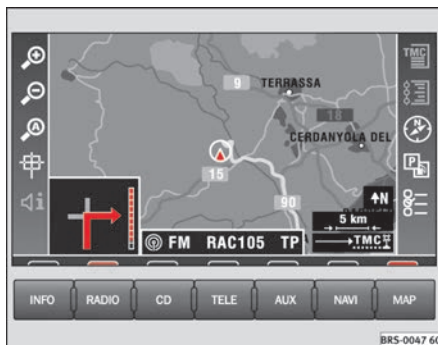 TMC
9
TERRASSA
A
18
CERDANYOLA DEL
P
15
i
90
N
5 km
FM RAC105 TP
TMC
INFO RADIO CD TELE AUX NAVI MAP
BRS-0047 60